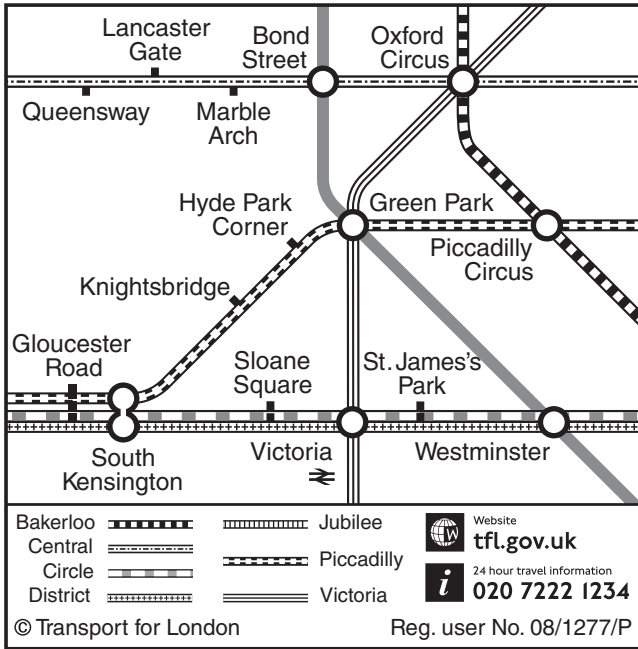 Lancaster
Gate
Bond
Street
Oxford
Circus
Queensway
Marble
Arch
Hyde Park
Corner
Green Park
Piccadilly
Circus
Knightsbridge
Gloucester
Road
Sloane
Square
St. James's
Park
South
Kensington
Victoria
Westminster
Bakerloo
Central
Circle
District
Jubilee
Piccadilly
Victoria
W
Website
tfl.gov.uk
i
24 hour travel information
020 7222 1234
© Transport for London
Reg. user No. 08/1277/P